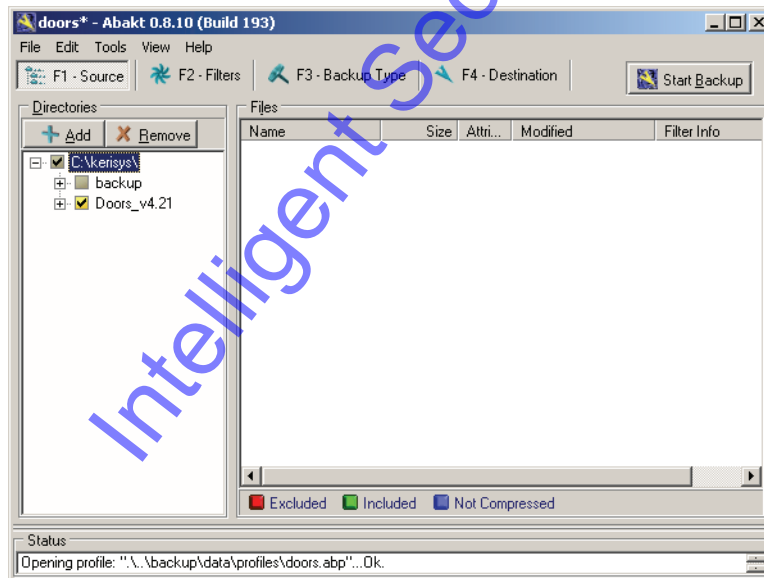 doors* - Abakt 0.8.10 (Build 193)
File Edit Tools View Help
F1 - Source F2 - Filters F3 - Backup Type F4 - Destination Start Backup
Directories Files
Add Remove
Name Size Attri... Modified Filter Info
C:\kerisys\
backup
Doors_v4.21
Excluded Included Not Compressed
Status
Opening profile: ".\..\backup\data\profiles\doors.abp"...Ok.
Intelligent Sec